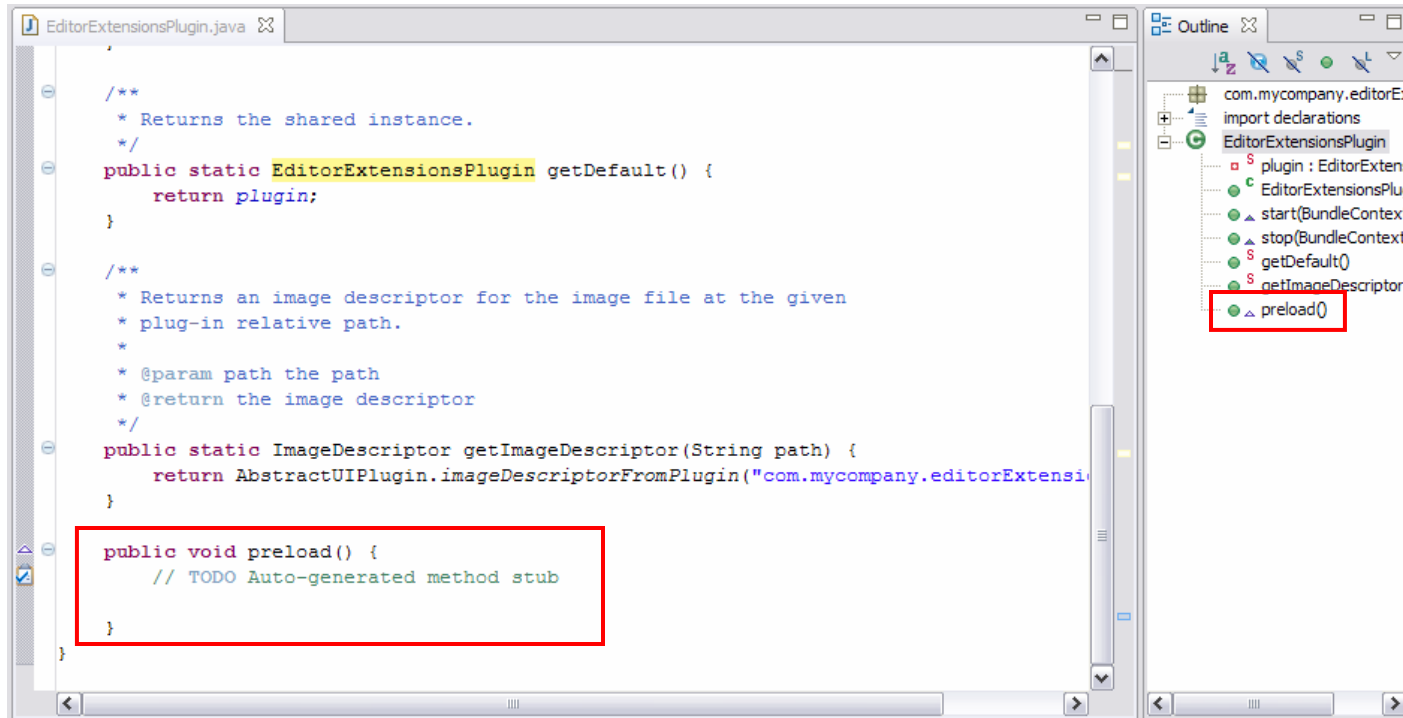 EditorExtensionsPlugin.java
}
/**
* Returns the shared instance.
*/
public static EditorExtensionsPlugin getDefault() {
return plugin;
}
/**
* Returns an image descriptor for the image file at the given
* plug-in relative path.
*
* @param path the path
* @return the image descriptor
*/
public static ImageDescriptor getImageDescriptor(String path) {
return AbstractUIPlugin.imageDescriptorFromPlugin("com.mycompany.editorExtensi
}
public void preload() {
// TODO Auto-generated method stub
}
}
Outline
com.mycompany.editorE
import declarations
EditorExtensionsPlugin
plugin : EditorExten
EditorExtensionsPlu
start(BundleContex
stop(BundleContext
getDefault()
getImageDescriptor
preload()